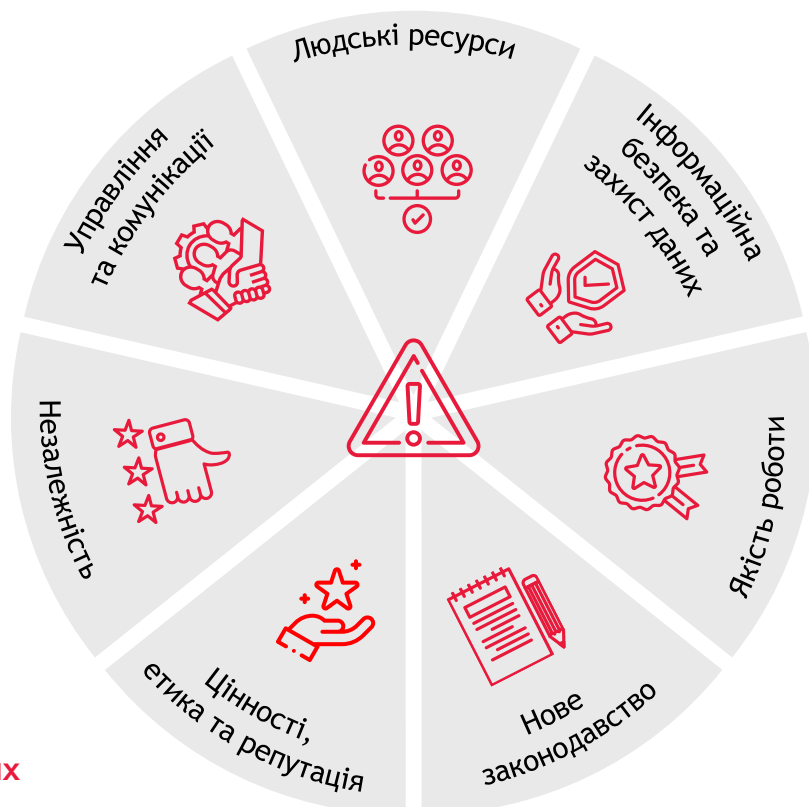 Людські ресурси
Інформаційна
безпека та
захист даних
Якість роботи
Нове
законодавство
Цінності,
етика та репутація
Незалежність
Управління
та комунікації
их